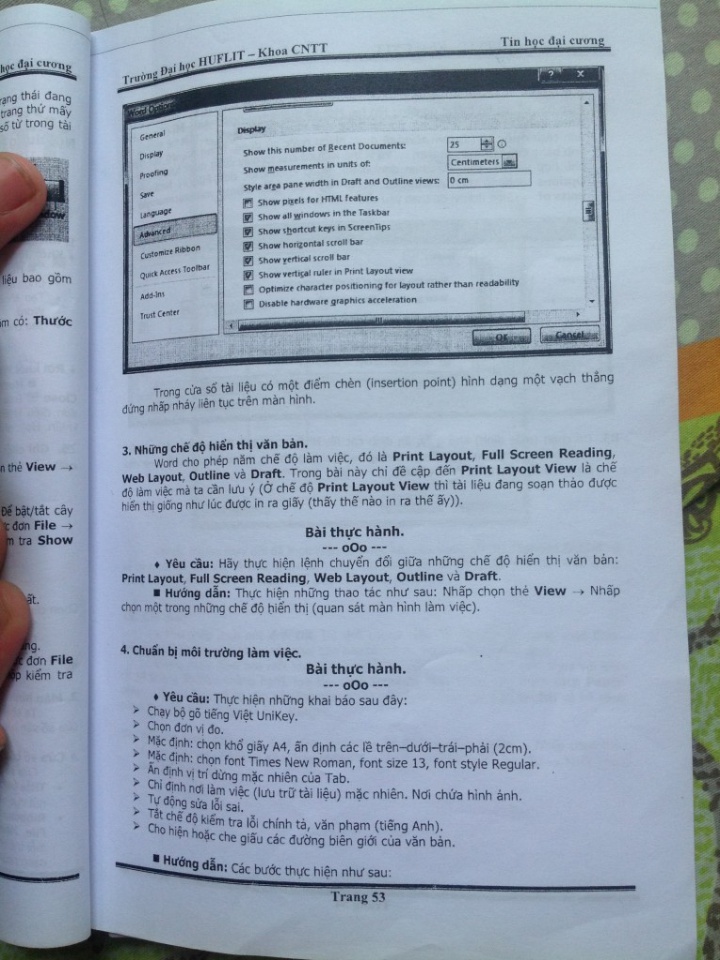 học đại cương
rạng thái đang
trang thứ mấy
số từ trong tài
liệu bao gồm
Thước
thẻ View →
Để bật/tắt cây
đơn File →
tra Show
ất.
đơn File
kiểm tra
Trường Đại học HUFLIT – Khoa CNTT Tin học đại cương
Word Options ? X
General
Display
Proofing
Save
Language
Advanced
Customize Ribbon
Quick Access Toolbar
Add-Ins
Trust Center
Display
Show this number of Recent Documents: 25
Show measurements in units of: Centimeters
Style area pane width in Draft and Outline views: 0 cm
Show pixels for HTML features
Show all windows in the Taskbar
Show shortcut keys in ScreenTips
Show horizontal scroll bar
Show vertical scroll bar
Show vertical ruler in Print Layout view
Optimize character positioning for layout rather than readability
Disable hardware graphics acceleration
OK Cancel
Trong cửa sổ tài liệu có một điểm chèn (insertion point) hình dạng một vạch thẳng
đứng nhấp nháy liên tục trên màn hình.
3. Những chế độ hiển thị văn bản.
Word cho phép năm chế độ làm việc, đó là Print Layout, Full Screen Reading,
Web Layout, Outline và Draft. Trong bài này chỉ đề cập đến Print Layout View là chế
độ làm việc mà ta cần lưu ý (Ở chế độ Print Layout View thì tài liệu đang soạn thảo được
hiển thị giống như lúc được in ra giấy (thấy thế nào in ra thế ấy)).
Bài thực hành.
--- oOo ---
♦ Yêu cầu: Hãy thực hiện lệnh chuyển đổi giữa những chế độ hiển thị văn bản:
Print Layout, Full Screen Reading, Web Layout, Outline và Draft.
■ Hướng dẫn: Thực hiện những thao tác như sau: Nhấp chọn thẻ View → Nhấp
chọn một trong những chế độ hiển thị (quan sát màn hình làm việc).
4. Chuẩn bị môi trường làm việc.
Bài thực hành.
--- oOo ---
♦ Yêu cầu: Thực hiện những khai báo sau đây:
➢ Chạy bộ gõ tiếng Việt UniKey.
➢ Chọn đơn vị đo.
➢ Mặc định: chọn khổ giấy A4, ấn định các lề trên–dưới–trái–phải (2cm).
➢ Mặc định: chọn font Times New Roman, font size 13, font style Regular.
➢ Ấn định vị trí dừng mặc nhiên của Tab.
➢ Chỉ định nơi làm việc (lưu trữ tài liệu) mặc nhiên. Nơi chứa hình ảnh.
➢ Tự động sửa lỗi sai.
➢ Tắt chế độ kiểm tra lỗi chính tả, văn phạm (tiếng Anh).
➢ Cho hiện hoặc che giấu các đường biên giới của văn bản.
■ Hướng dẫn: Các bước thực hiện như sau:
Trang 53